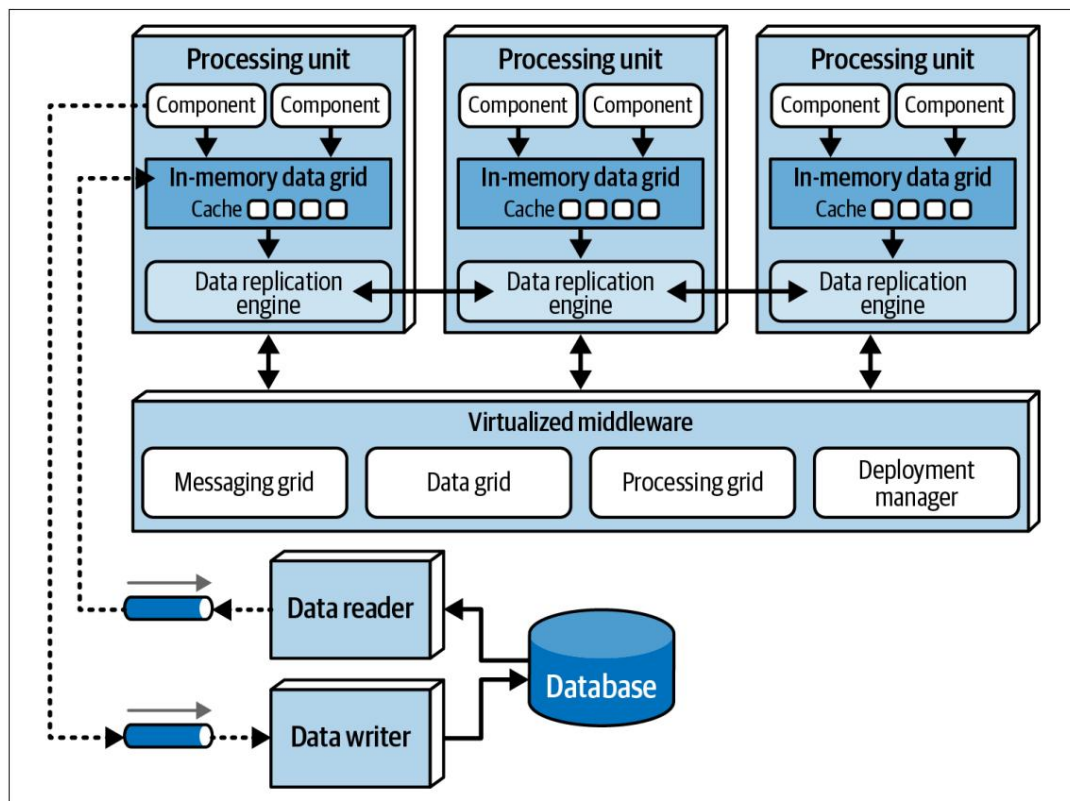 Processing unit
Component
Component
In-memory data grid
Cache
Data replication
engine
Processing unit
Component
Component
In-memory data grid
Cache
Data replication
engine
Processing unit
Component
Component
In-memory data grid
Cache
Data replication
engine
Virtualized middleware
Messaging grid
Data grid
Processing grid
Deployment
manager
Data reader
Database
Data writer